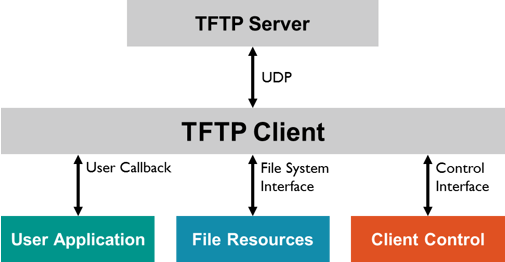 TFTP Server
UDP
TFTP Client
User Callback
File System
Interface
Control
Interface
User Application
File Resources
Client Control